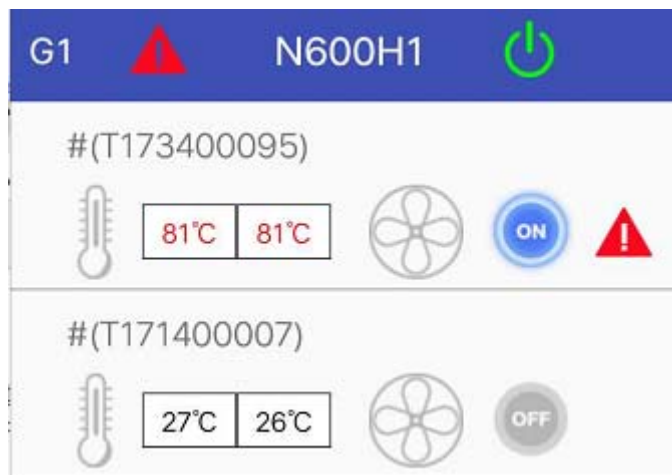 G1 N600H1
#(T173400095)
81℃ 81℃ ON
#(T171400007)
27℃ 26℃ OFF